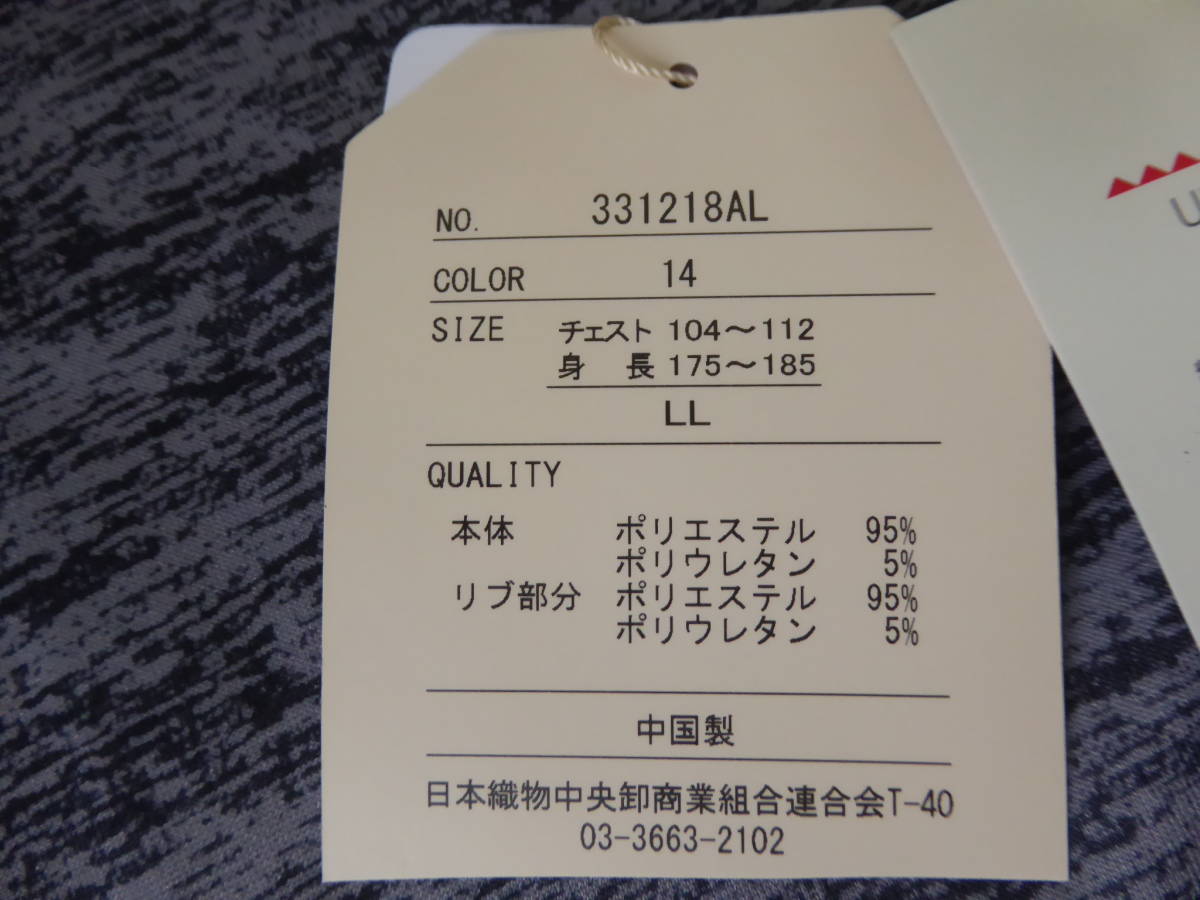 NO. 331218AL
COLOR 14
SIZE チェスト 104～112
身 長 175～185
LL
QUALITY
本体 ポリエステル 95%
ポリウレタン 5%
リブ部分 ポリエステル 95%
ポリウレタン 5%
中国製
日本織物中央卸商業組合連合会T-40
03-3663-2102